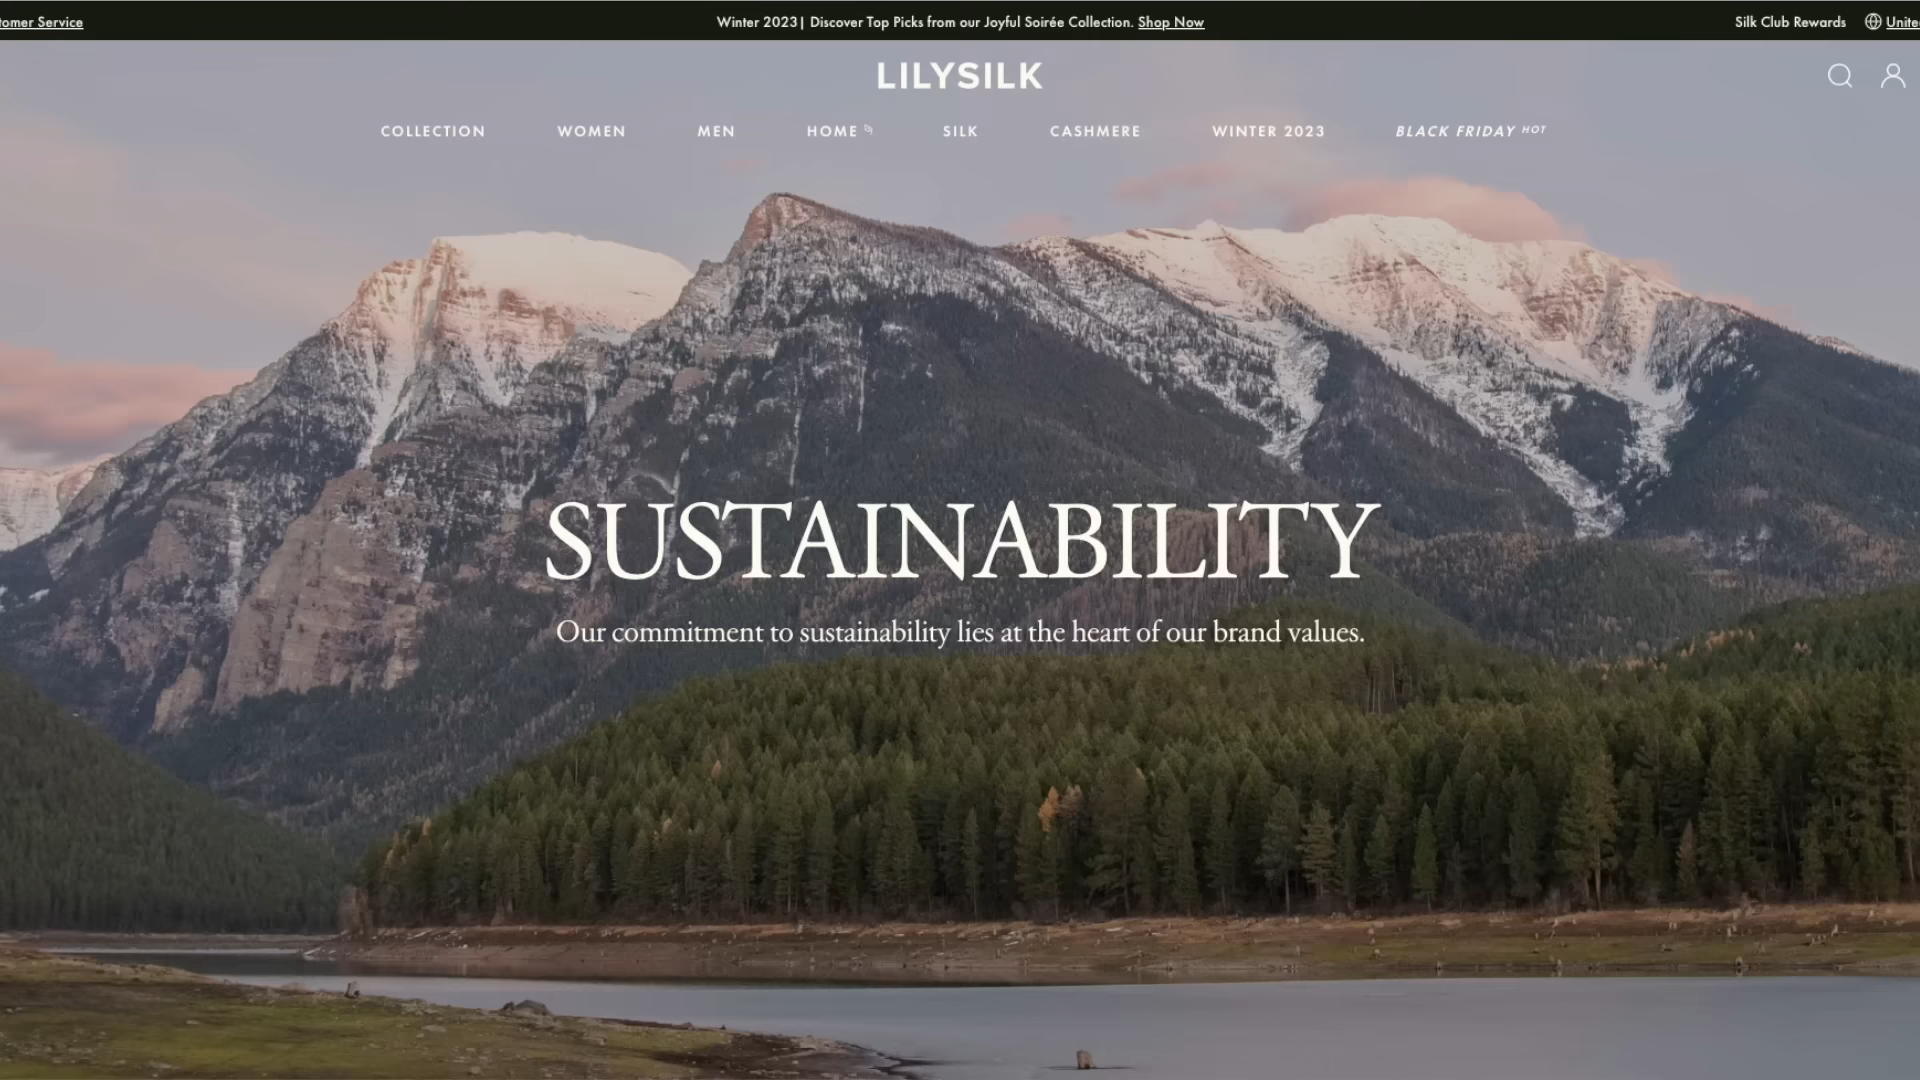 tomer Service
Winter 2023| Discover Top Picks from our Joyful Soirée Collection. Shop Now
Silk Club Rewards
Unite
LILYSILK
COLLECTION
WOMEN
MEN
HOME
SILK
CASHMERE
WINTER 2023
BLACK FRIDAY HOT
SUSTAINABILITY
Our commitment to sustainability lies at the heart of our brand values.